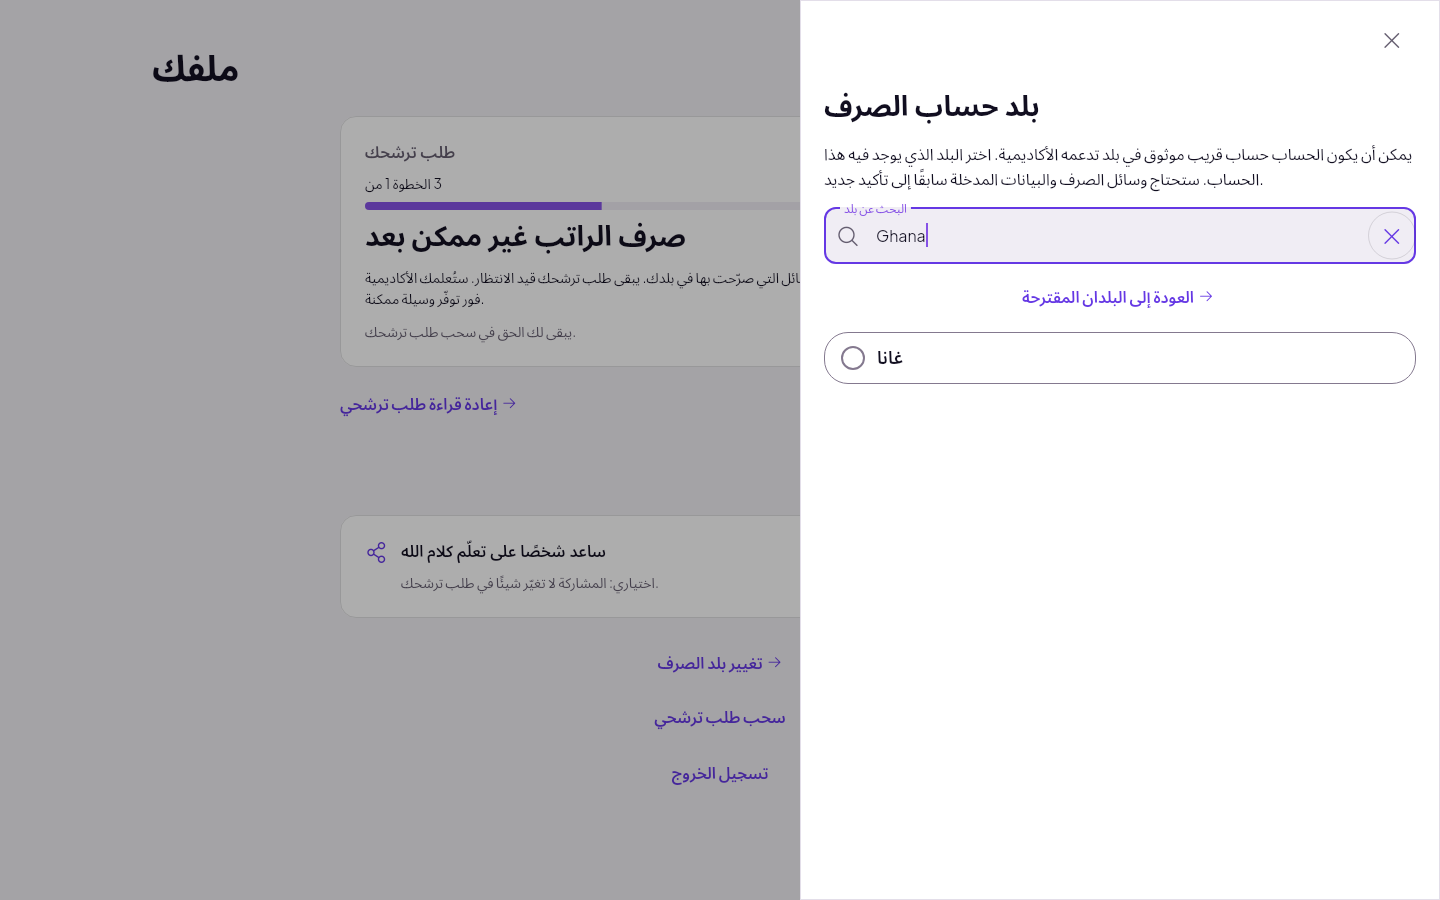 ملفك
طلب ترشحك
3 الخطوة 1 من
صرف الراتب غير ممكن بعد
ائل التي صرّحت بها في بلدك. يبقى طلب ترشحك قيد الانتظار. ستُعلمك الأكاديمية
فور توفّر وسيلة ممكنة.
يبقى لك الحق في سحب طلب ترشحك.
إعادة قراءة طلب ترشحي
ساعد شخصًا على تعلّم كلام الله
اختياري: المشاركة لا تغيّر شيئًا في طلب ترشحك.
تغيير بلد الصرف
سحب طلب ترشحي
تسجيل الخروج
بلد حساب الصرف
يمكن أن يكون الحساب حساب قريب موثوق في بلد تدعمه الأكاديمية. اختر البلد الذي يوجد فيه هذا
الحساب. ستحتاج وسائل الصرف والبيانات المدخلة سابقًا إلى تأكيد جديد.
البحث عن بلد
Ghana
العودة إلى البلدان المقترحة
غانا